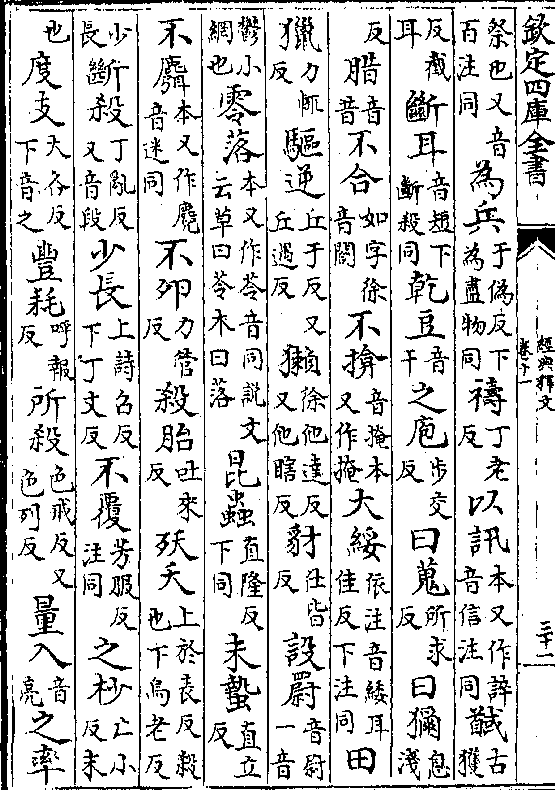 欽定四庫全書
經典釋文
卷十一
三十二
祭也又音百注同為兵于偽反下為盡物同禱丁老反以訊本又作誶音信注同馘古獲
反截耳斷耳音短下斷殺同乾豆音干之庖步交反曰蒐所求反曰獮息淺
反腊音昔不合如字徐音閤不揜音掩本又作掩大綏依注音緌耳佳反下注同田
獵力輒反驅逆丘于反又丘遇反獺徐他達反又他瞎反豺仕皆反設罻音尉一音
鬱小網也零落本又作苓音同說文云草曰苓木曰落昆蟲直隆反下同未蟄直立反
不麛本又作麑音迷同不卵力管反殺胎吐來反殀夭上於表反殺也下烏老反
少長斷殺丁亂反又音段少長上詩召反下丁丈反不覆芳服反注同之杪亡小反末
也度支大各反下音之豐耗呼報反所殺色戒反又色列反量入音亮之率